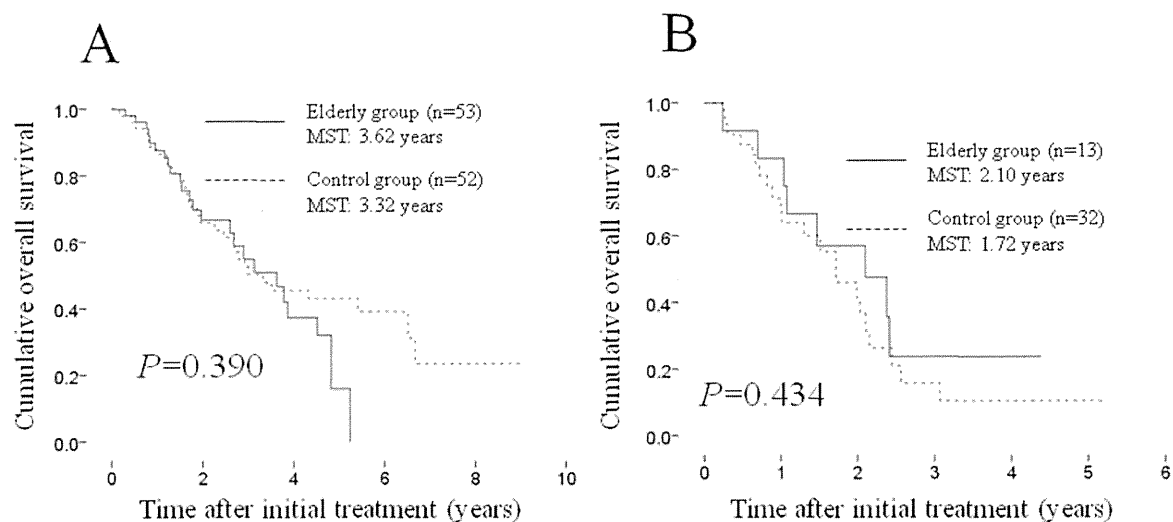 A
Cumulative overall survival
1.0
0.8
0.6
0.4
0.2
0.0
Elderly group (n=53)
MST: 3.62 years
Control group (n=52)
MST: 3.32 years
P=0.390
0 2 4 6 8 10
Time after initial treatment (years)
B
Cumulative overall survival
1.0
0.8
0.6
0.4
0.2
0.0
Elderly group (n=13)
MST: 2.10 years
Control group (n=32)
MST: 1.72 years
P=0.434
0 1 2 3 4 5 6
Time after initial treatment (years)